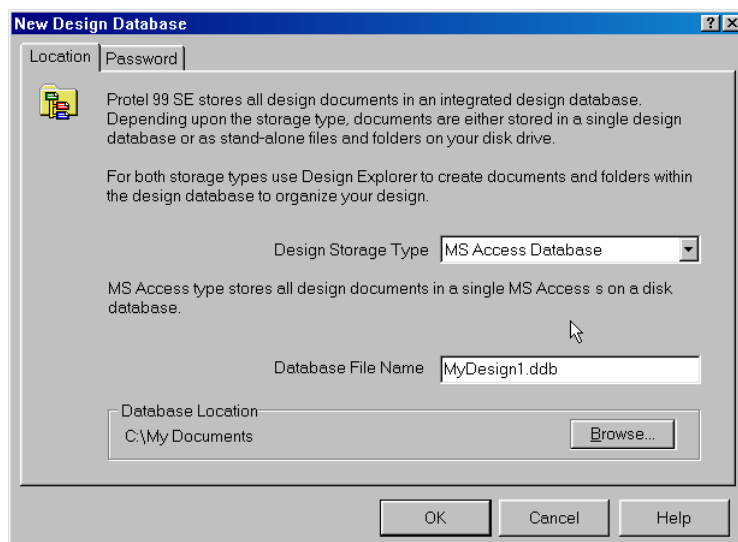 New Design Database
Location
Password
Protel 99 SE stores all design documents in an integrated design database.
Depending upon the storage type, documents are either stored in a single design
database or as stand-alone files and folders on your disk drive.
For both storage types use Design Explorer to create documents and folders within
the design database to organize your design.
Design Storage Type
MS Access Database
MS Access type stores all design documents in a single MS Access s on a disk
database.
Database File Name
MyDesign1.ddb
Database Location
C:\My Documents
Browse...
OK
Cancel
Help